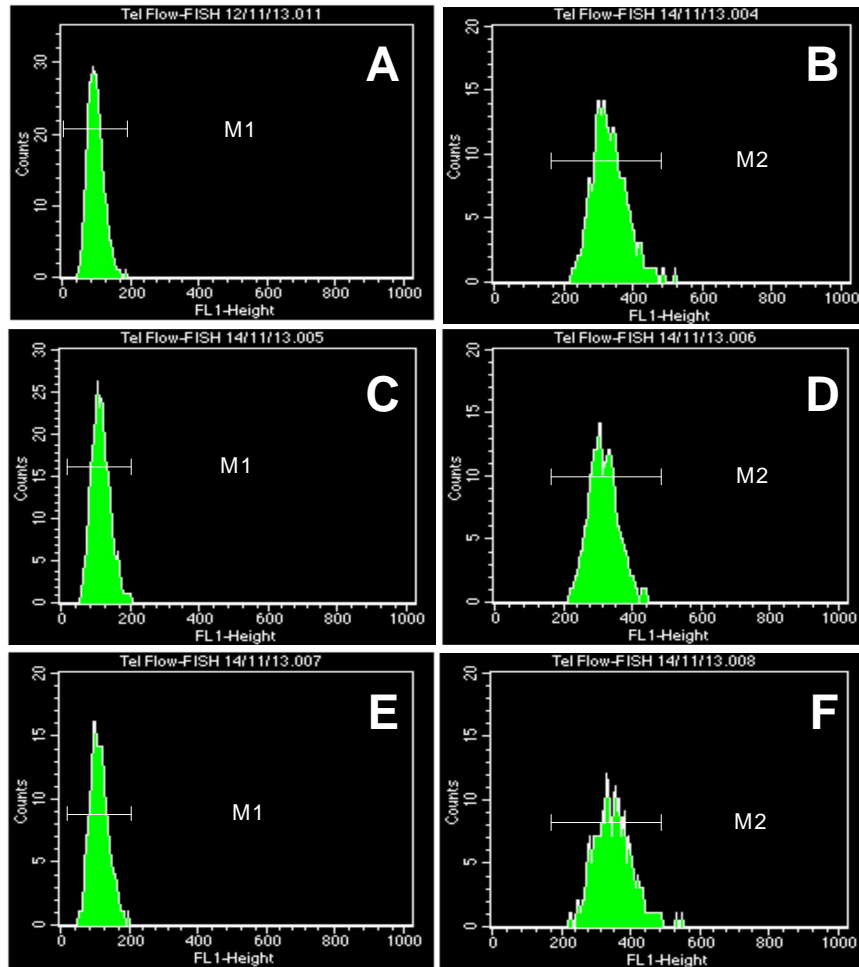 Tel Flow-FISH 12/11/13.011
A
30
20
10
0
Counts
M1
0 200 400 600 800 1000
FL1-Height
Tel Flow-FISH 14/11/13.004
B
20
15
10
5
0
Counts
M2
0 200 400 600 800 1000
FL1-Height
Tel Flow-FISH 14/11/13.005
C
30
25
20
15
10
5
0
Counts
M1
0 200 400 600 800 1000
FL1-Height
Tel Flow-FISH 14/11/13.006
D
20
15
10
5
0
Counts
M2
0 200 400 600 800 1000
FL1-Height
Tel Flow-FISH 14/11/13.007
E
20
15
10
5
0
Counts
M1
0 200 400 600 800 1000
FL1-Height
Tel Flow-FISH 14/11/13.008
F
20
15
10
5
0
Counts
M2
0 200 400 600 800 1000
FL1-Height